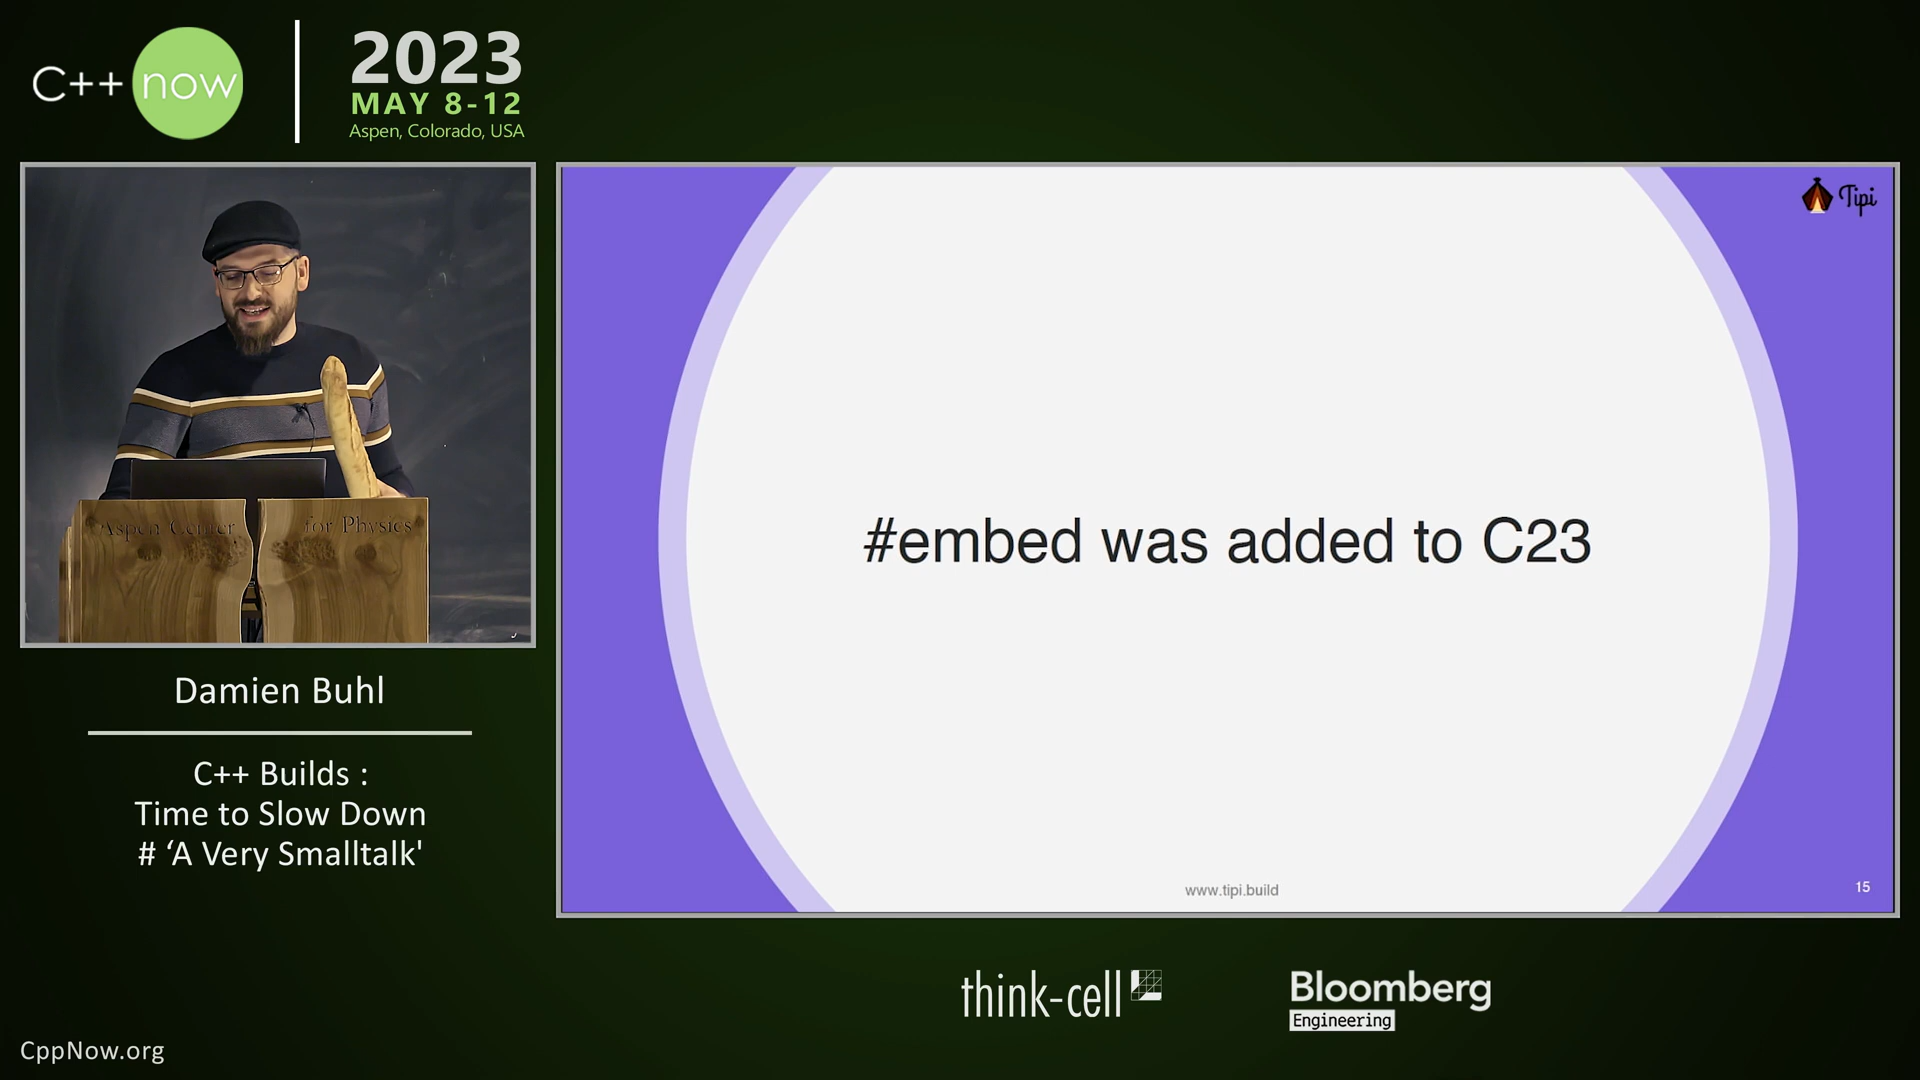 C++ now
2023
MAY 8-12
Aspen, Colorado, USA
Tipi
Aspen Center for Physics
#embed was added to C23
www.tipi.build
15
Damien Buhl
C++ Builds :
Time to Slow Down
# ‘A Very Smalltalk'
think-cell
Bloomberg
Engineering
CppNow.org